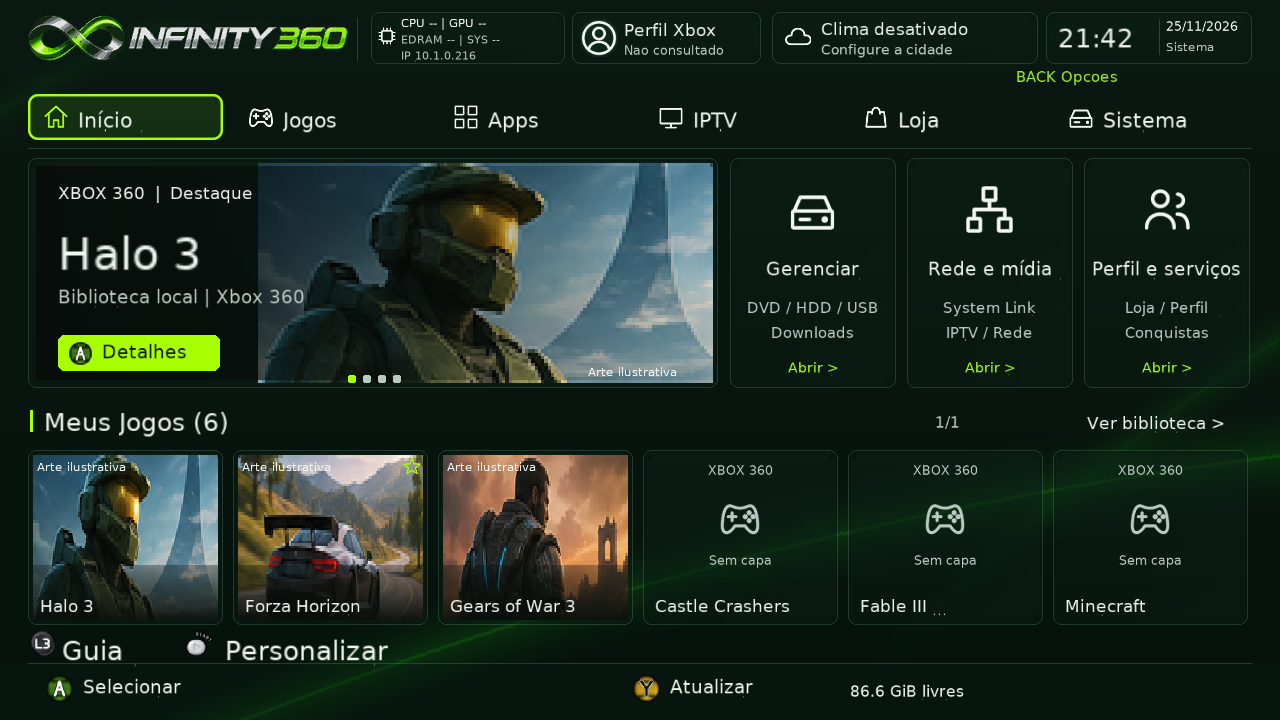 INFINITY 360
CPU -- | GPU --
EDRAM -- | SYS --
IP 10.1.0.216
Perfil Xbox
Nao consultado
Clima desativado
Configure a cidade
21:42
25/11/2026
Sistema
BACK Opcoes
Início
Jogos
Apps
IPTV
Loja
Sistema
XBOX 360 | Destaque
Halo 3
Biblioteca local | Xbox 360
A Detalhes
Arte ilustrativa
Gerenciar
DVD / HDD / USB
Downloads
Abrir >
Rede e mídia
System Link
IPTV / Rede
Abrir >
Perfil e serviços
Loja / Perfil
Conquistas
Abrir >
Meus Jogos (6)
1/1
Ver biblioteca >
Arte ilustrativa
Halo 3
Arte ilustrativa
Forza Horizon
Arte ilustrativa
Gears of War 3
XBOX 360
Sem capa
Castle Crashers
XBOX 360
Sem capa
Fable III ...
XBOX 360
Sem capa
Minecraft
L3 Guia
START Personalizar
A Selecionar
Y Atualizar
86.6 GiB livres